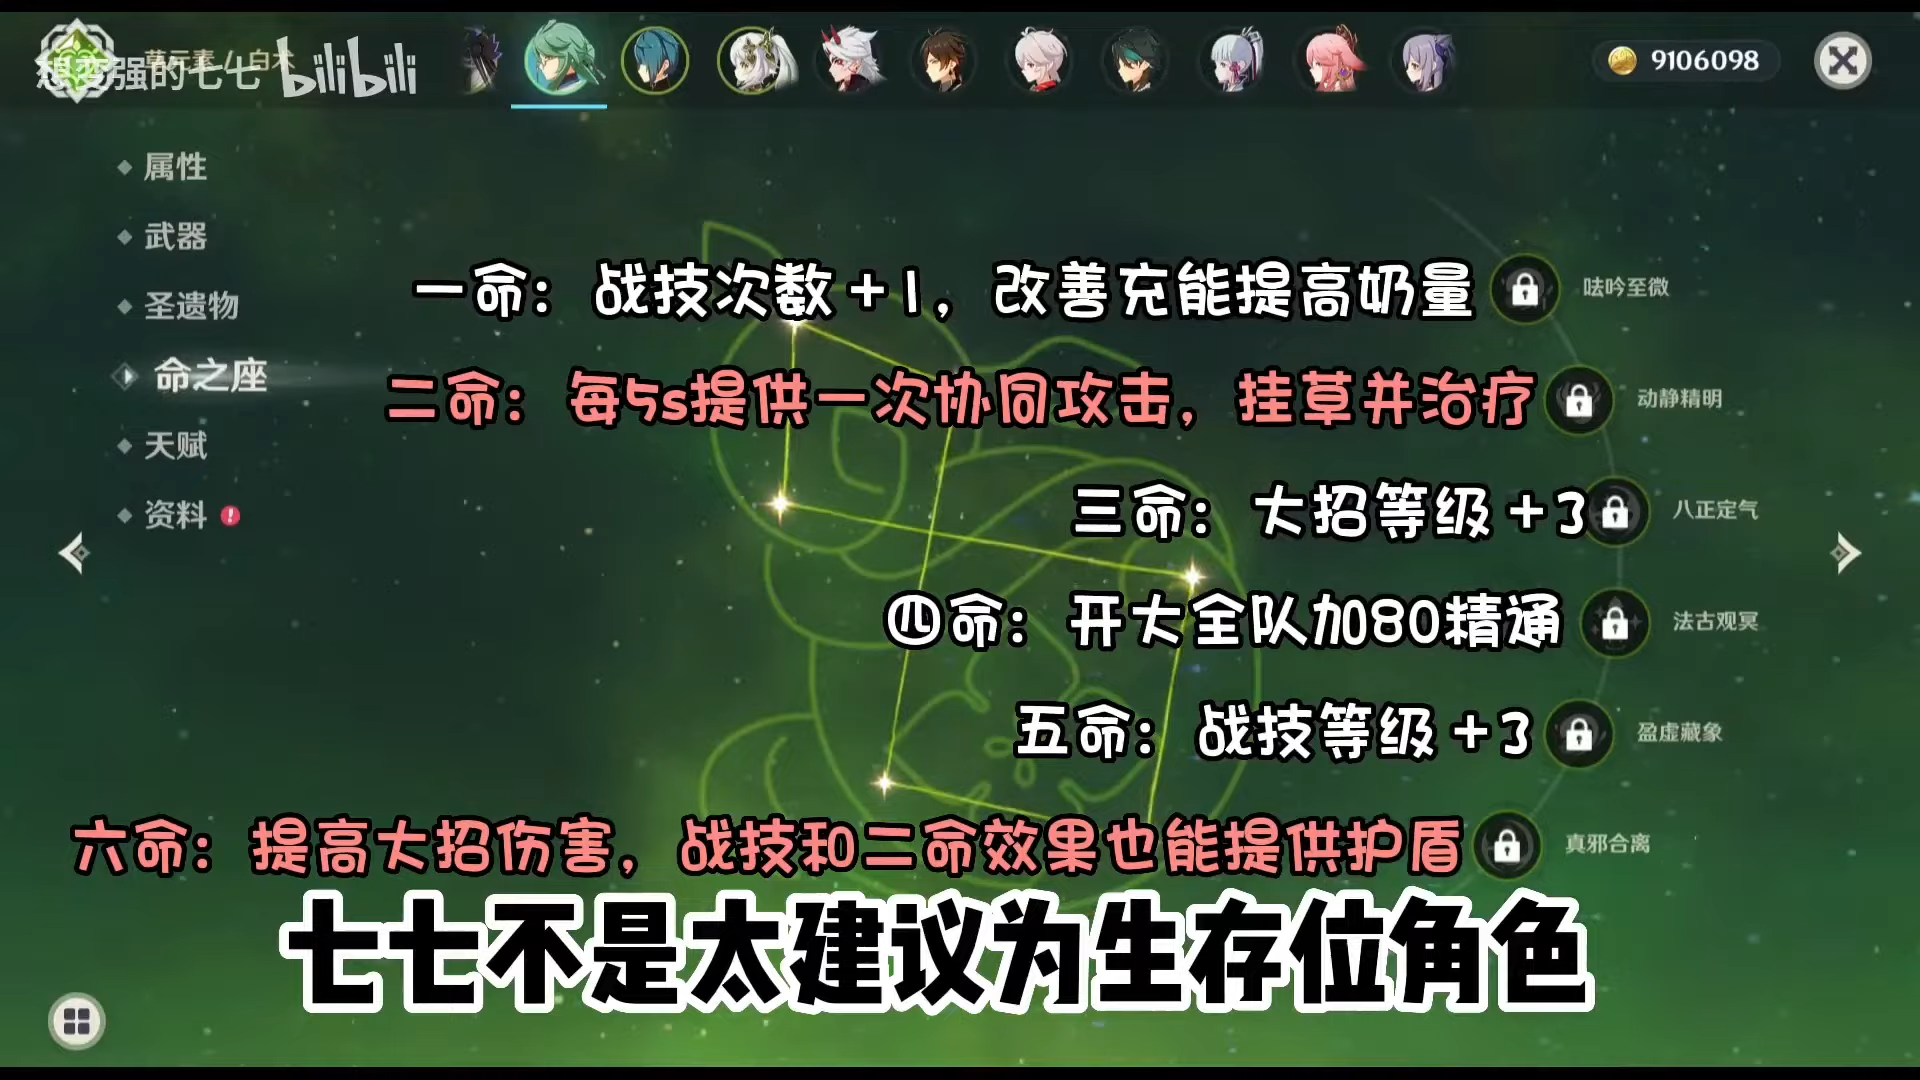 草元素 / 白术
想变强的七七 bilibili
9106098
属性
武器
圣遗物
命之座
天赋
资料
一命：战技次数+1，改善充能提高奶量
呿吟至微
二命：每5s提供一次协同攻击，挂草并治疗
动静精明
三命：大招等级+3
八正定气
四命：开大全队加80精通
法古观冥
五命：战技等级+3
盈虚藏象
六命：提高大招伤害，战技和二命效果也能提供护盾
真邪合离
七七不是太建议为生存位角色